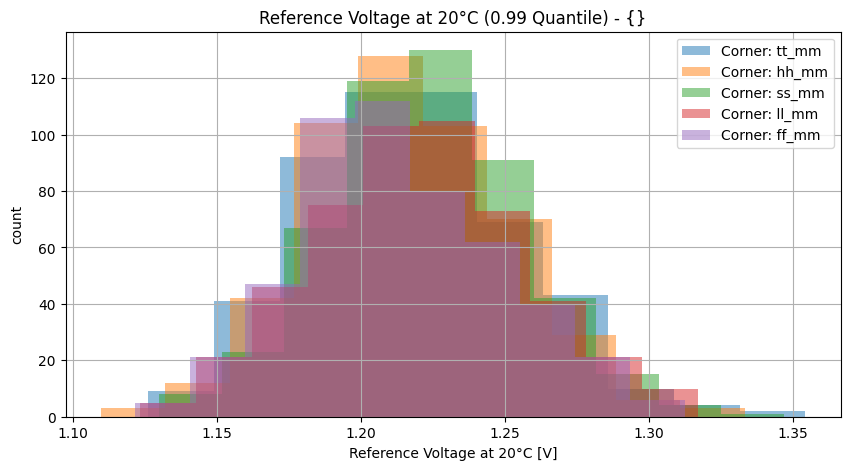 Reference Voltage at 20°C (0.99 Quantile) - {}
Corner: tt_mm
Corner: hh_mm
Corner: ss_mm
Corner: ll_mm
Corner: ff_mm
120
100
80
60
40
20
0
count
1.10 1.15 1.20 1.25 1.30 1.35
Reference Voltage at 20°C [V]